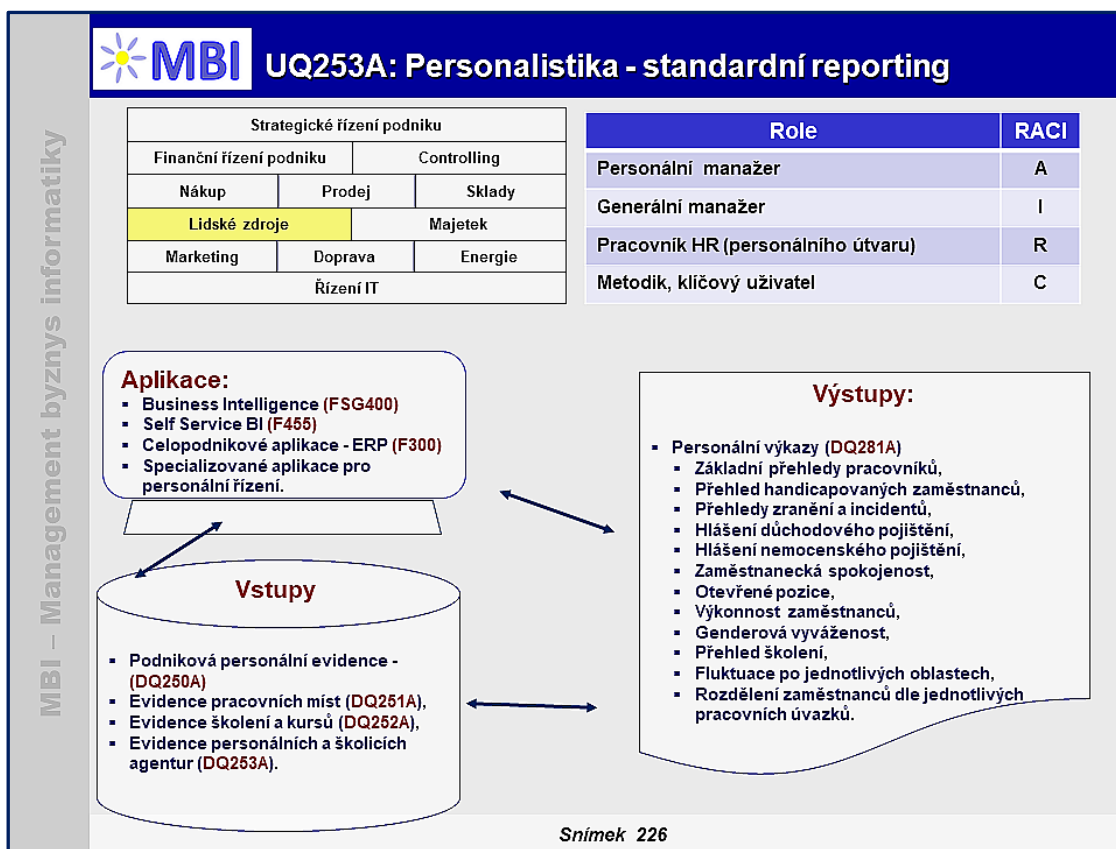 MBI – Management byznys informatiky
MBI
UQ253A: Personalistika - standardní reporting
Strategické řízení podniku
Finanční řízení podniku
Controlling
Nákup
Prodej
Sklady
Lidské zdroje
Majetek
Marketing
Doprava
Energie
Řízení IT
Role RACI
Personální manažer A
Generální manažer I
Pracovník HR (personálního útvaru) R
Metodik, klíčový uživatel C
Aplikace:
▪ Business Intelligence (FSG400)
▪ Self Service BI (F455)
▪ Celopodnikové aplikace - ERP (F300)
▪ Specializované aplikace pro
personální řízení.
Vstupy
▪ Podniková personální evidence -
(DQ250A)
▪ Evidence pracovních míst (DQ251A),
▪ Evidence školení a kursů (DQ252A),
▪ Evidence personálních a školicích
agentur (DQ253A).
Výstupy:
▪ Personální výkazy (DQ281A)
▪ Základní přehledy pracovníků,
▪ Přehled handicapovaných zaměstnanců,
▪ Přehledy zranění a incidentů,
▪ Hlášení důchodového pojištění,
▪ Hlášení nemocenského pojištění,
▪ Zaměstnanecká spokojenost,
▪ Otevřené pozice,
▪ Výkonnost zaměstnanců,
▪ Genderová vyváženost,
▪ Přehled školení,
▪ Fluktuace po jednotlivých oblastech,
▪ Rozdělení zaměstnanců dle jednotlivých
pracovních úvazků.
Snímek 226